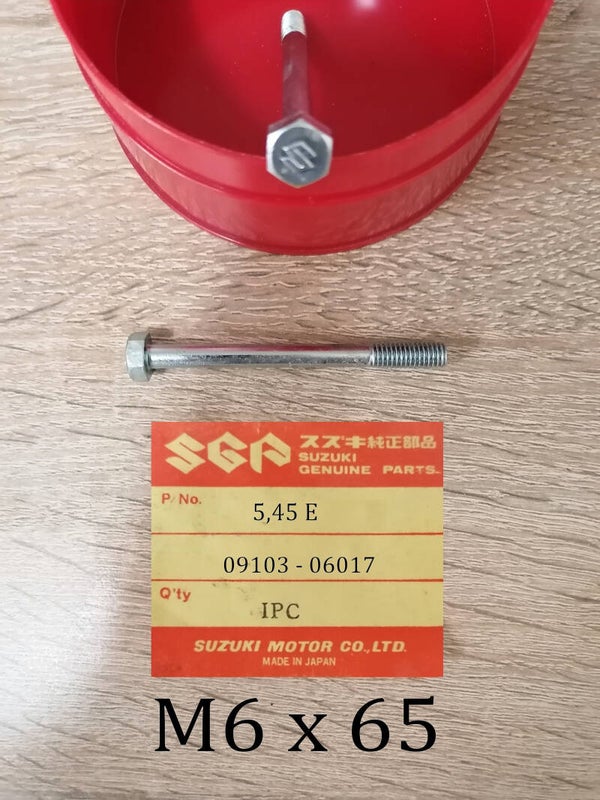 SGP スズキ純正部品
SUZUKI
GENUINE PARTS.
P/No.
5,45 E
09103 - 06017
Q'ty
IPC
SUZUKI MOTOR CO.,LTD.
MADE IN JAPAN
M6 x 65